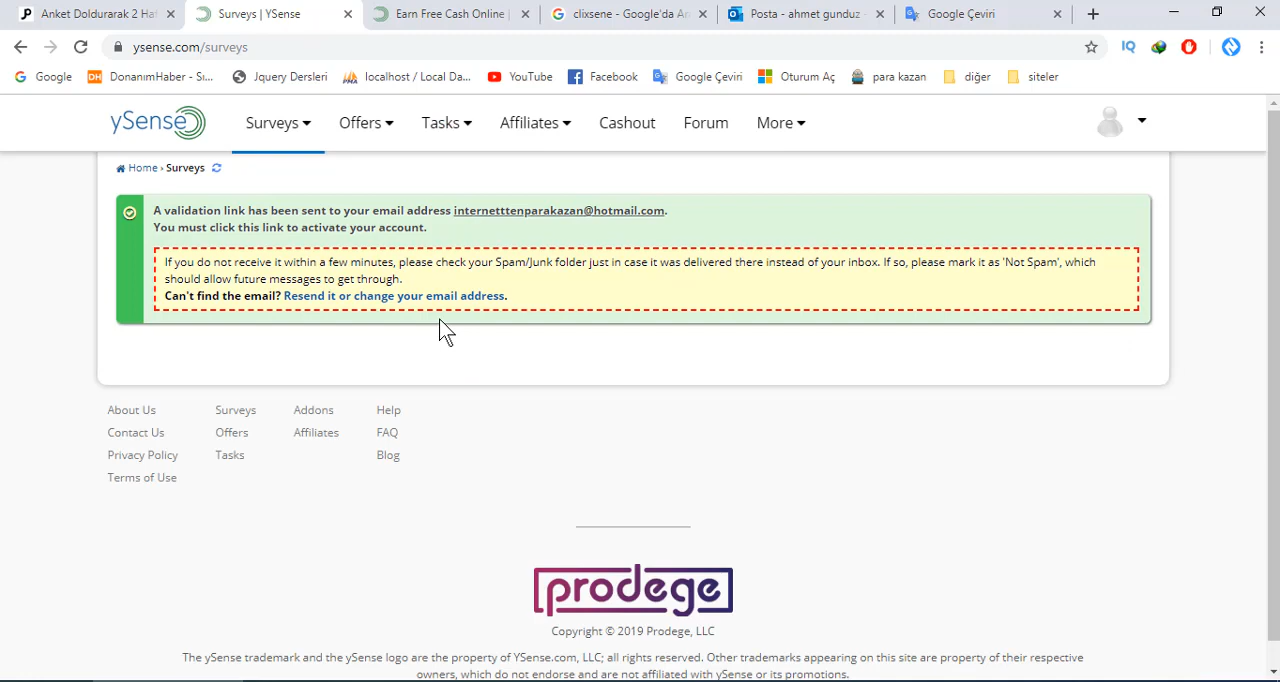 Anket Doldurarak 2 Ha
Surveys | YSense
Earn Free Cash Online |
clixsene - Google'da Ar
Posta - ahmet gunduz -
Google Çeviri
ysense.com/surveys
Google
DonanımHaber - Sı...
Jquery Dersleri
localhost / Local Da...
YouTube
Facebook
Google Çeviri
Oturum Aç
para kazan
diğer
siteler
ySense
Surveys
Offers
Tasks
Affiliates
Cashout
Forum
More
Home › Surveys
A validation link has been sent to your email address internetttenparakazan@hotmail.com.
You must click this link to activate your account.
If you do not receive it within a few minutes, please check your Spam/Junk folder just in case it was delivered there instead of your inbox. If so, please mark it as 'Not Spam', which
should allow future messages to get through.
Can't find the email? Resend it or change your email address.
About Us
Contact Us
Privacy Policy
Terms of Use
Surveys
Offers
Tasks
Addons
Affiliates
Help
FAQ
Blog
prodege
Copyright © 2019 Prodege, LLC
The ySense trademark and the ySense logo are the property of YSense.com, LLC; all rights reserved. Other trademarks appearing on this site are property of their respective
owners, which do not endorse and are not affiliated with ySense or its promotions.